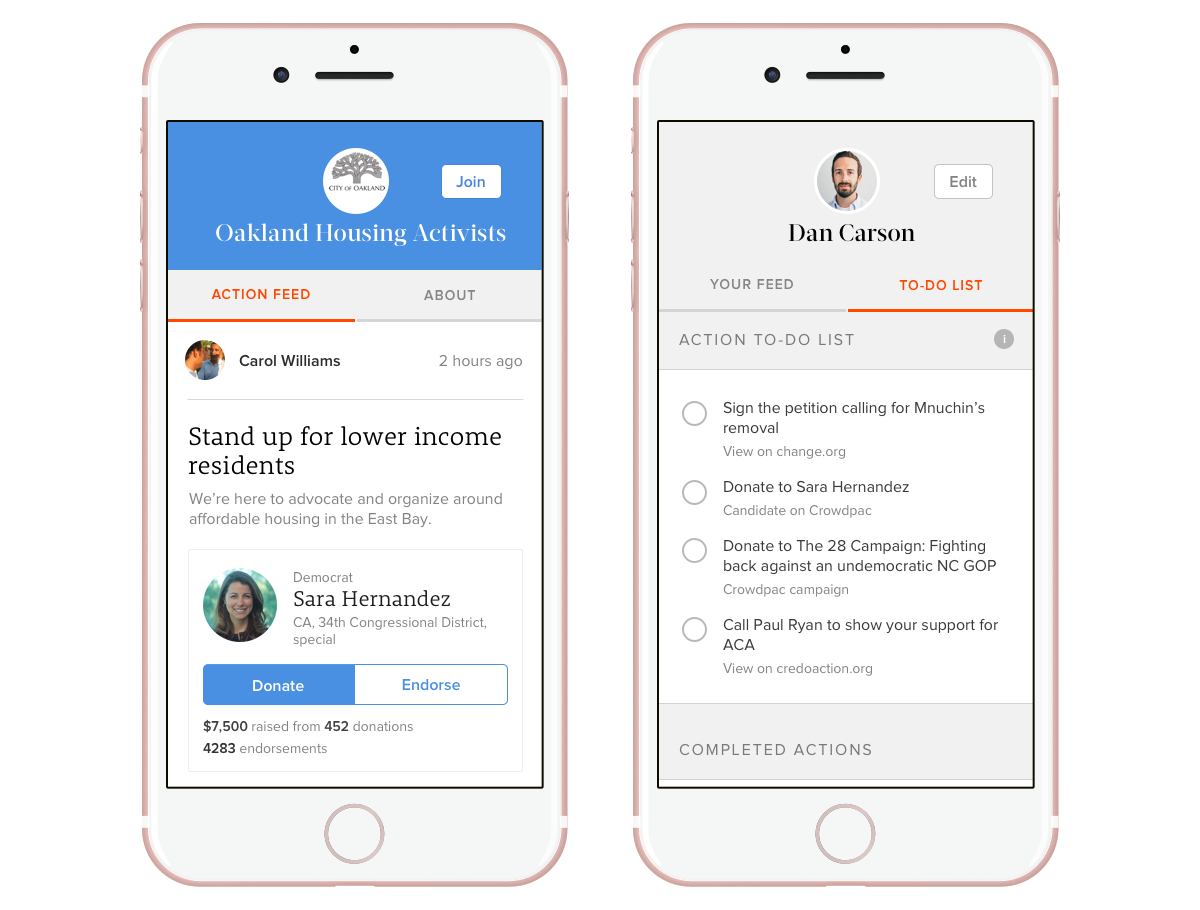 CITY OF OAKLAND
Join
Oakland Housing Activists
ACTION FEED
ABOUT
Carol Williams
2 hours ago
Stand up for lower income
residents
We’re here to advocate and organize around
affordable housing in the East Bay.
Democrat
Sara Hernandez
CA, 34th Congressional District,
special
Donate
Endorse
$7,500 raised from 452 donations
4283 endorsements
Edit
Dan Carson
YOUR FEED
TO-DO LIST
ACTION TO-DO LIST
i
Sign the petition calling for Mnuchin’s
removal
View on change.org
Donate to Sara Hernandez
Candidate on Crowdpac
Donate to The 28 Campaign: Fighting
back against an undemocratic NC GOP
Crowdpac campaign
Call Paul Ryan to show your support for
ACA
View on credoaction.org
COMPLETED ACTIONS